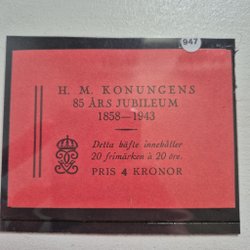 947
H. M. KONUNGENS
85 ÅRS JUBILEUM
1858—1943
Detta häfte innehåller
20 frimärken à 20 öre.
PRIS 4 KRONOR